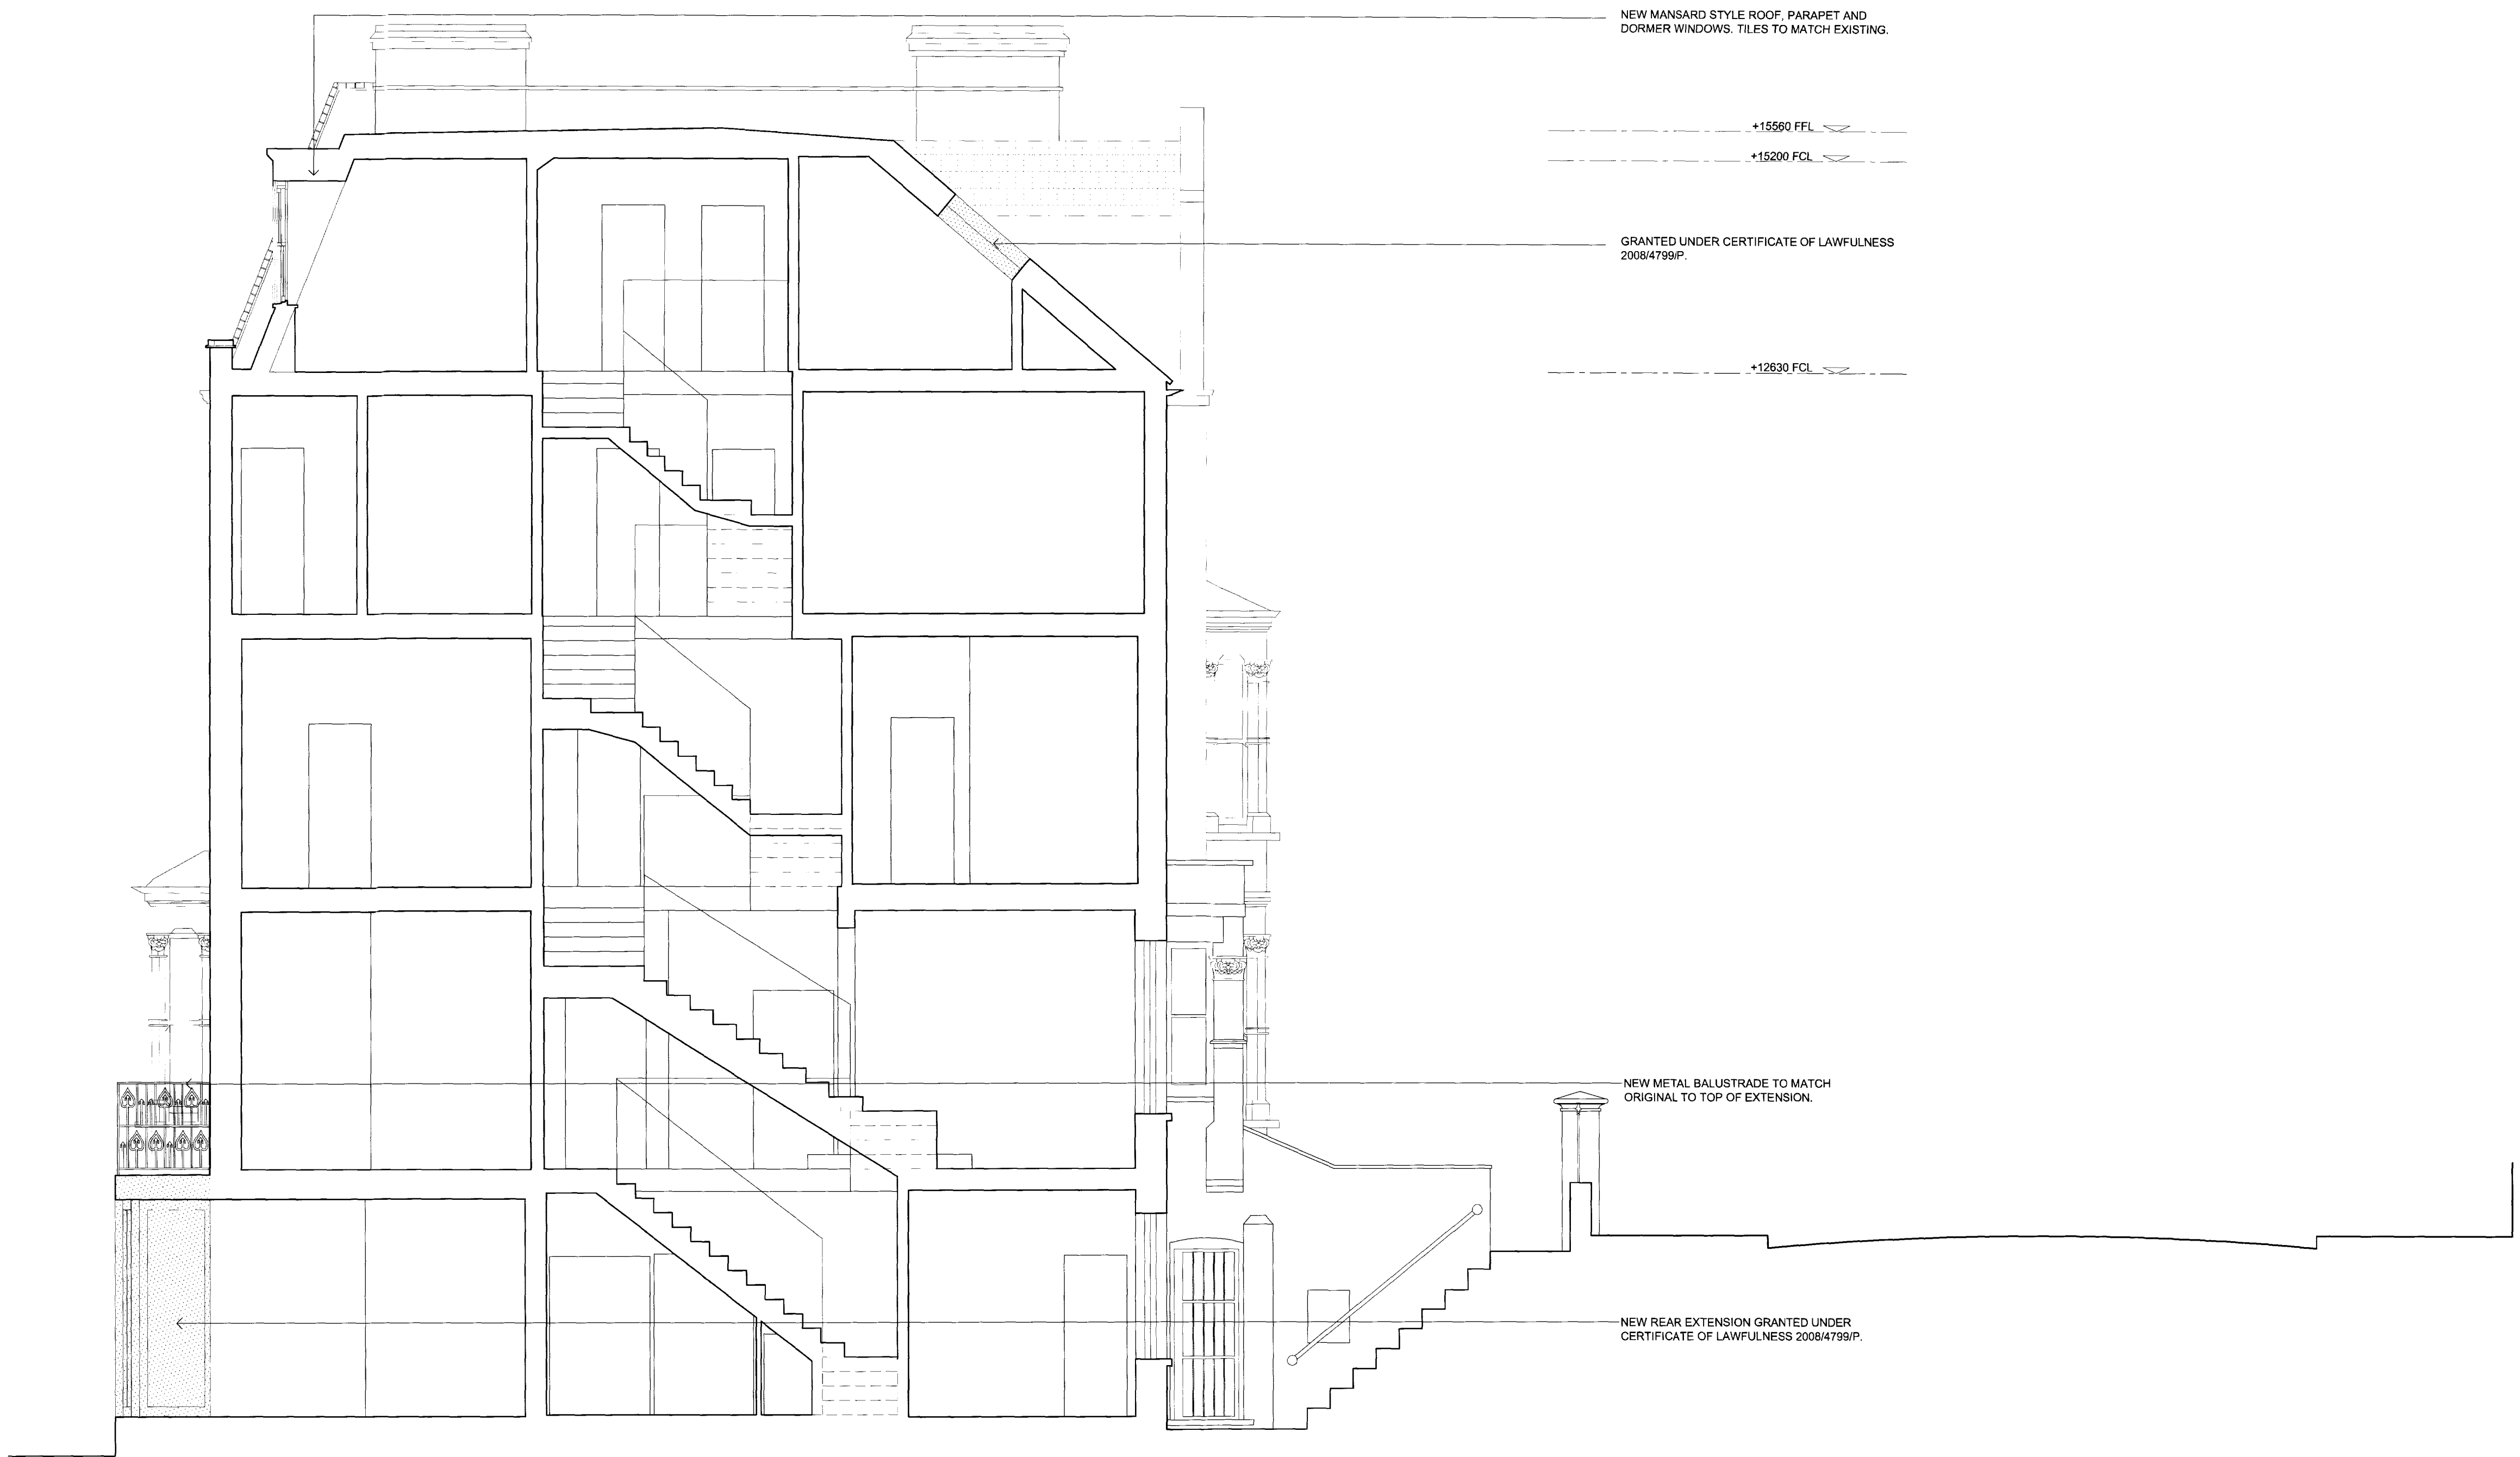 NEW MANSARD STYLE ROOF, PARAPET AND
DORMER WINDOWS. TILES TO MATCH EXISTING.
+15560 FFL
+15200 FCL
GRANTED UNDER CERTIFICATE OF LAWFULNESS
2008/4799/P.
+12630 FCL
NEW METAL BALUSTRADE TO MATCH
ORIGINAL TO TOP OF EXTENSION.
NEW REAR EXTENSION GRANTED UNDER
CERTIFICATE OF LAWFULNESS 2008/4799/P.